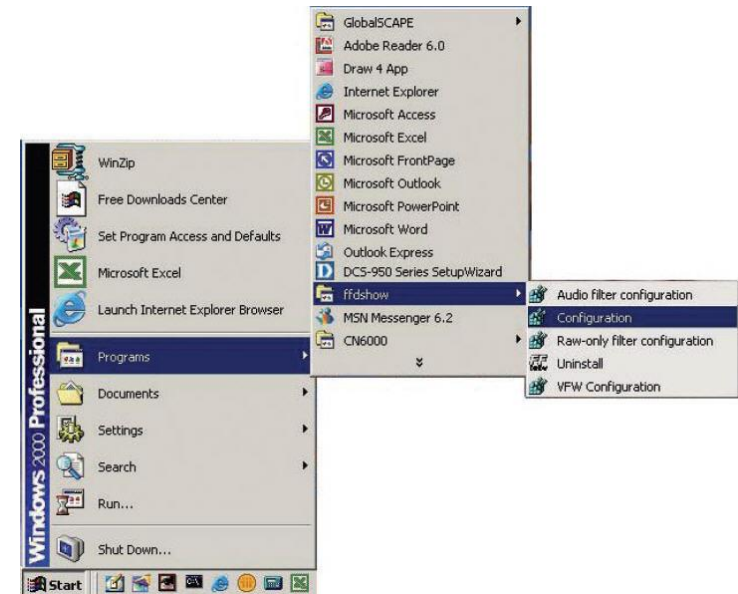 GlobalSCAPE
Adobe Reader 6.0
Draw 4 App
Internet Explorer
Microsoft Access
Microsoft Excel
Microsoft FrontPage
Microsoft Outlook
Microsoft PowerPoint
Microsoft Word
Outlook Express
DCS-950 Series SetupWizard
ffdshow
MSN Messenger 6.2
CN6000
Audio filter configuration
Configuration
Raw-only filter configuration
Uninstall
VFW Configuration
WinZip
Free Downloads Center
Set Program Access and Defaults
Microsoft Excel
Launch Internet Explorer Browser
Programs
Documents
Settings
Search
Run...
Shut Down...
Windows 2000 Professional
Start